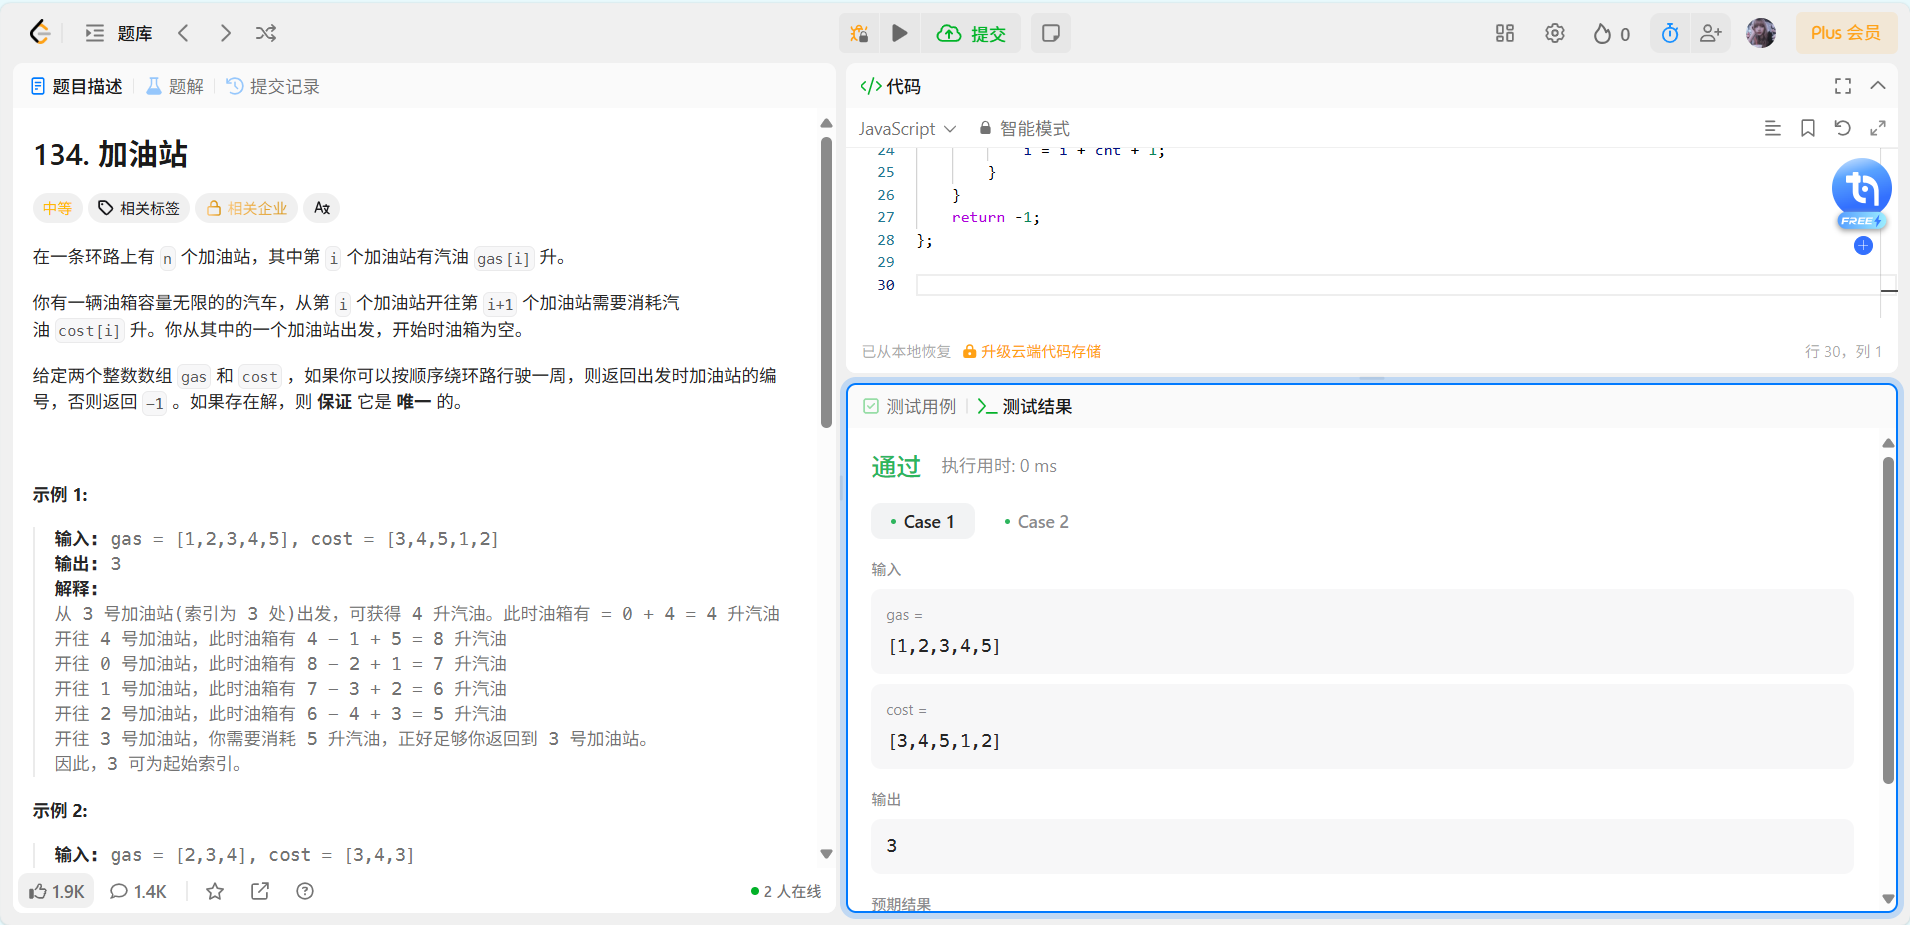 题库
提交
0
Plus 会员
题目描述
题解
提交记录
134. 加油站
中等
相关标签
相关企业
在一条环路上有 n 个加油站，其中第 i 个加油站有汽油 gas[i] 升。
你有一辆油箱容量无限的的汽车，从第 i 个加油站开往第 i+1 个加油站需要消耗汽
油 cost[i] 升。你从其中的一个加油站出发，开始时油箱为空。
给定两个整数数组 gas 和 cost ，如果你可以按顺序绕环路行驶一周，则返回出发时加油站的编
号，否则返回 -1 。如果存在解，则 保证 它是 唯一 的。
示例 1:
输入: gas = [1,2,3,4,5], cost = [3,4,5,1,2]
输出: 3
解释:
从 3 号加油站(索引为 3 处)出发，可获得 4 升汽油。此时油箱有 = 0 + 4 = 4 升汽油
开往 4 号加油站，此时油箱有 4 - 1 + 5 = 8 升汽油
开往 0 号加油站，此时油箱有 8 - 2 + 1 = 7 升汽油
开往 1 号加油站，此时油箱有 7 - 3 + 2 = 6 升汽油
开往 2 号加油站，此时油箱有 6 - 4 + 3 = 5 升汽油
开往 3 号加油站，你需要消耗 5 升汽油，正好足够你返回到 3 号加油站。
因此，3 可为起始索引。
示例 2:
输入: gas = [2,3,4], cost = [3,4,3]
1.9K
1.4K
2 人在线
</> 代码
JavaScript
智能模式
24 i = i + cnt + 1;
25 }
26 }
27 return -1;
28 };
29
30
FREE
已从本地恢复
升级云端代码存储
行 30，列 1
测试用例
测试结果
通过
执行用时: 0 ms
Case 1
Case 2
输入
gas =
[1,2,3,4,5]
cost =
[3,4,5,1,2]
输出
3
预期结果